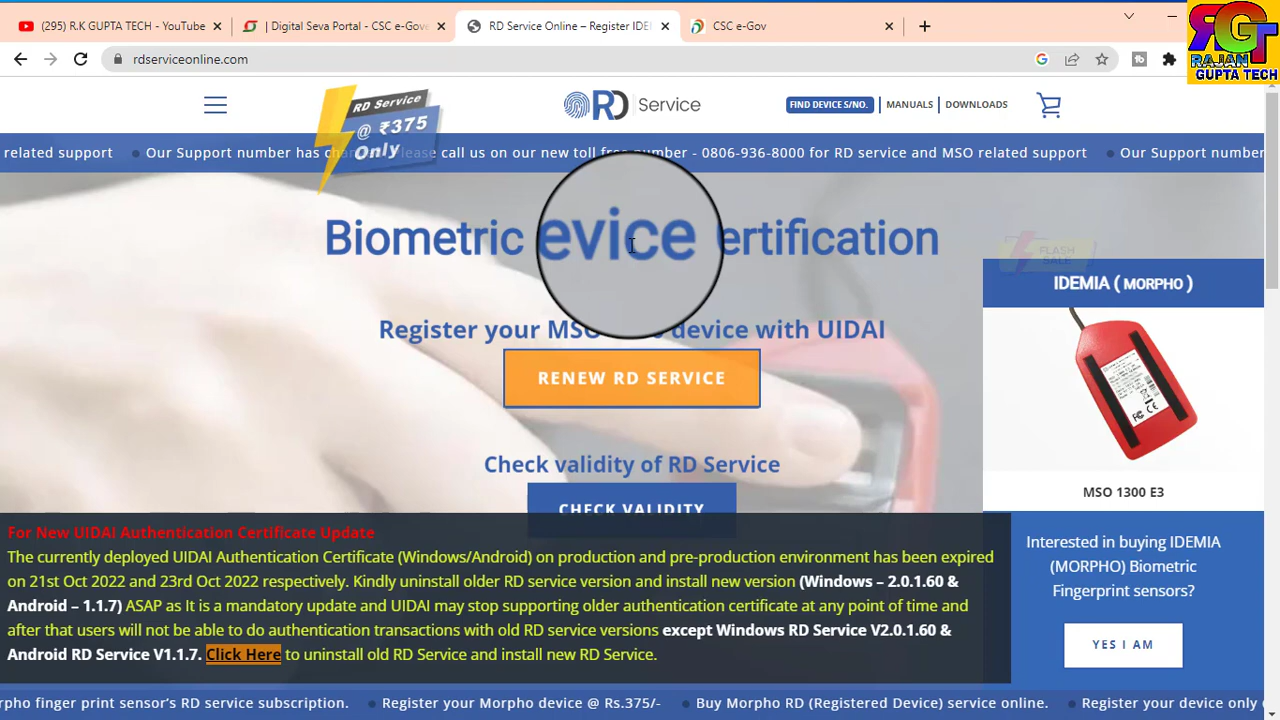 (295) R.K GUPTA TECH - YouTube
| Digital Seva Portal - CSC e-Gove
RD Service Online – Register IDEI
CSC e-Gov
RGT
RAJAN
GUPTA TECH
rdserviceonline.com
RD Service
@ ₹375
Only
RD Service
FIND DEVICE S/NO.
MANUALS
DOWNLOADS
related support
Our Support number has please call us on our new toll free number - 0806-936-8000 for RD service and MSO related support
Our Support number
Biometric evice ertification
FLASH
SALE
IDEMIA ( MORPHO )
Register your MSO device with UIDAI
RENEW RD SERVICE
Check validity of RD Service
CHECK VALIDITY
MSO 1300 E3
For New UIDAI Authentication Certificate Update
The currently deployed UIDAI Authentication Certificate (Windows/Android) on production and pre-production environment has been expired
on 21st Oct 2022 and 23rd Oct 2022 respectively. Kindly uninstall older RD service version and install new version (Windows – 2.0.1.60 &
Android – 1.1.7) ASAP as It is a mandatory update and UIDAI may stop supporting older authentication certificate at any point of time and
after that users will not be able to do authentication transactions with old RD service versions except Windows RD Service V2.0.1.60 &
Android RD Service V1.1.7. Click Here to uninstall old RD Service and install new RD Service.
Interested in buying IDEMIA
(MORPHO) Biometric
Fingerprint sensors?
YES I AM
rpho finger print sensor's RD service subscription.
Register your Morpho device @ Rs.375/-
Buy Morpho RD (Registered Device) service online.
Register your device only